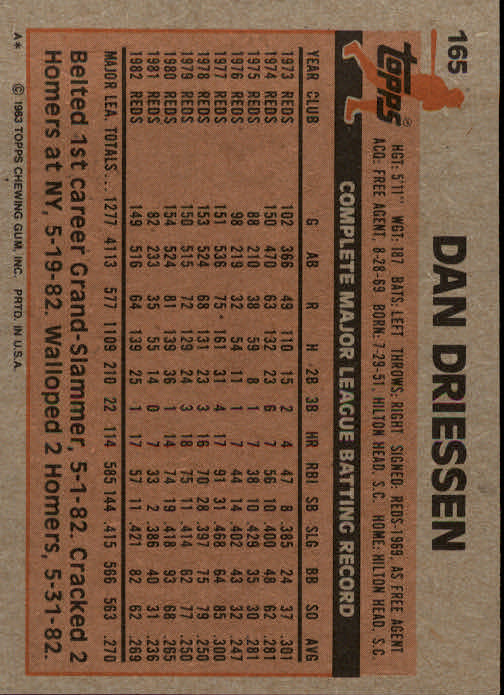 165
DAN DRIESSEN
topps®
HGT: 5'11" WGT: 187 BATS: LEFT THROWS: RIGHT SIGNED: REDS-1969, AS FREE AGENT
ACQ: FREE AGENT, 8-28-69 BORN: 7-29-51, HILTON HEAD, S.C. HOME: HILTON HEAD, S.C.
COMPLETE MAJOR LEAGUE BATTING RECORD
YEAR CLUB G AB R H 2B 3B HR RBI SB SLG BB SO AVG
1973 REDS 102 366 49 110 15 2 4 47 8 .385 24 37 .301
1974 REDS 150 470 63 132 23 6 7 56 10 .400 48 62 .281
1975 REDS 88 210 38 59 8 1 7 38 10 .429 35 30 .281
1976 REDS 98 219 32 54 11 1 7 44 14 .402 43 32 .247
1977 REDS 151 536 75 161 31 4 17 91 31 .468 64 85 .300
1978 REDS 153 524 68 131 23 3 16 70 28 .397 75 79 .250
1979 REDS 150 515 72 129 24 3 18 75 11 .414 62 77 .250
1980 REDS 154 524 81 139 36 1 14 74 19 .418 93 68 .265
1981 REDS 82 233 35 55 14 0 7 33 2 .386 40 31 .236
1982 REDS 149 516 64 139 25 1 17 57 11 .421 82 62 .269
MAJOR LEA. TOTALS... 1277 4113 577 1109 210 22 114 585 144 .415 566 563 .270
Belted 1st career Grand-Slammer, 5-1-82. Cracked 2
Homers at NY, 5-19-82. Walloped 2 Homers, 5-31-82.
A* © 1983 TOPPS CHEWING GUM, INC. PRTD. IN U.S.A.